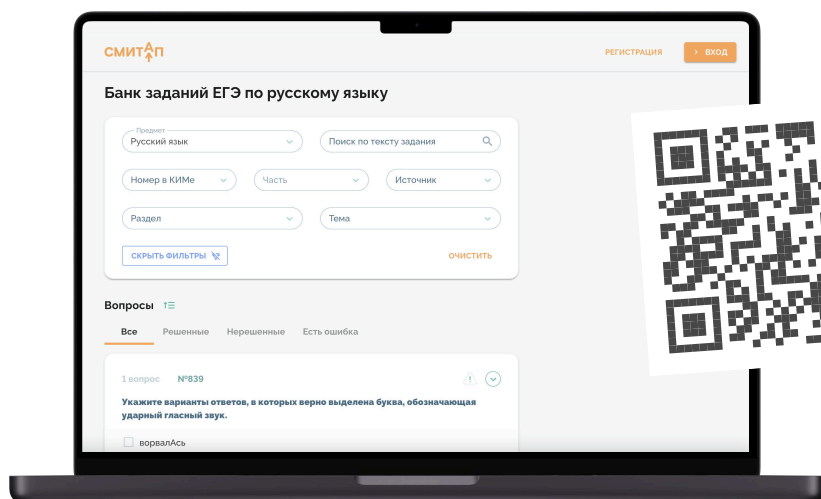 СМИТАП
РЕГИСТРАЦИЯ
ВХОД
Банк заданий ЕГЭ по русскому языку
Предмет
Русский язык
Поиск по тексту задания
Номер в КИМе
Часть
Источник
Раздел
Тема
СКРЫТЬ ФИЛЬТРЫ
ОЧИСТИТЬ
Вопросы
Все Решенные Нерешенные Есть ошибка
1 вопрос №839
Укажите варианты ответов, в которых верно выделена буква, обозначающая
ударный гласный звук.
ворвалАсь